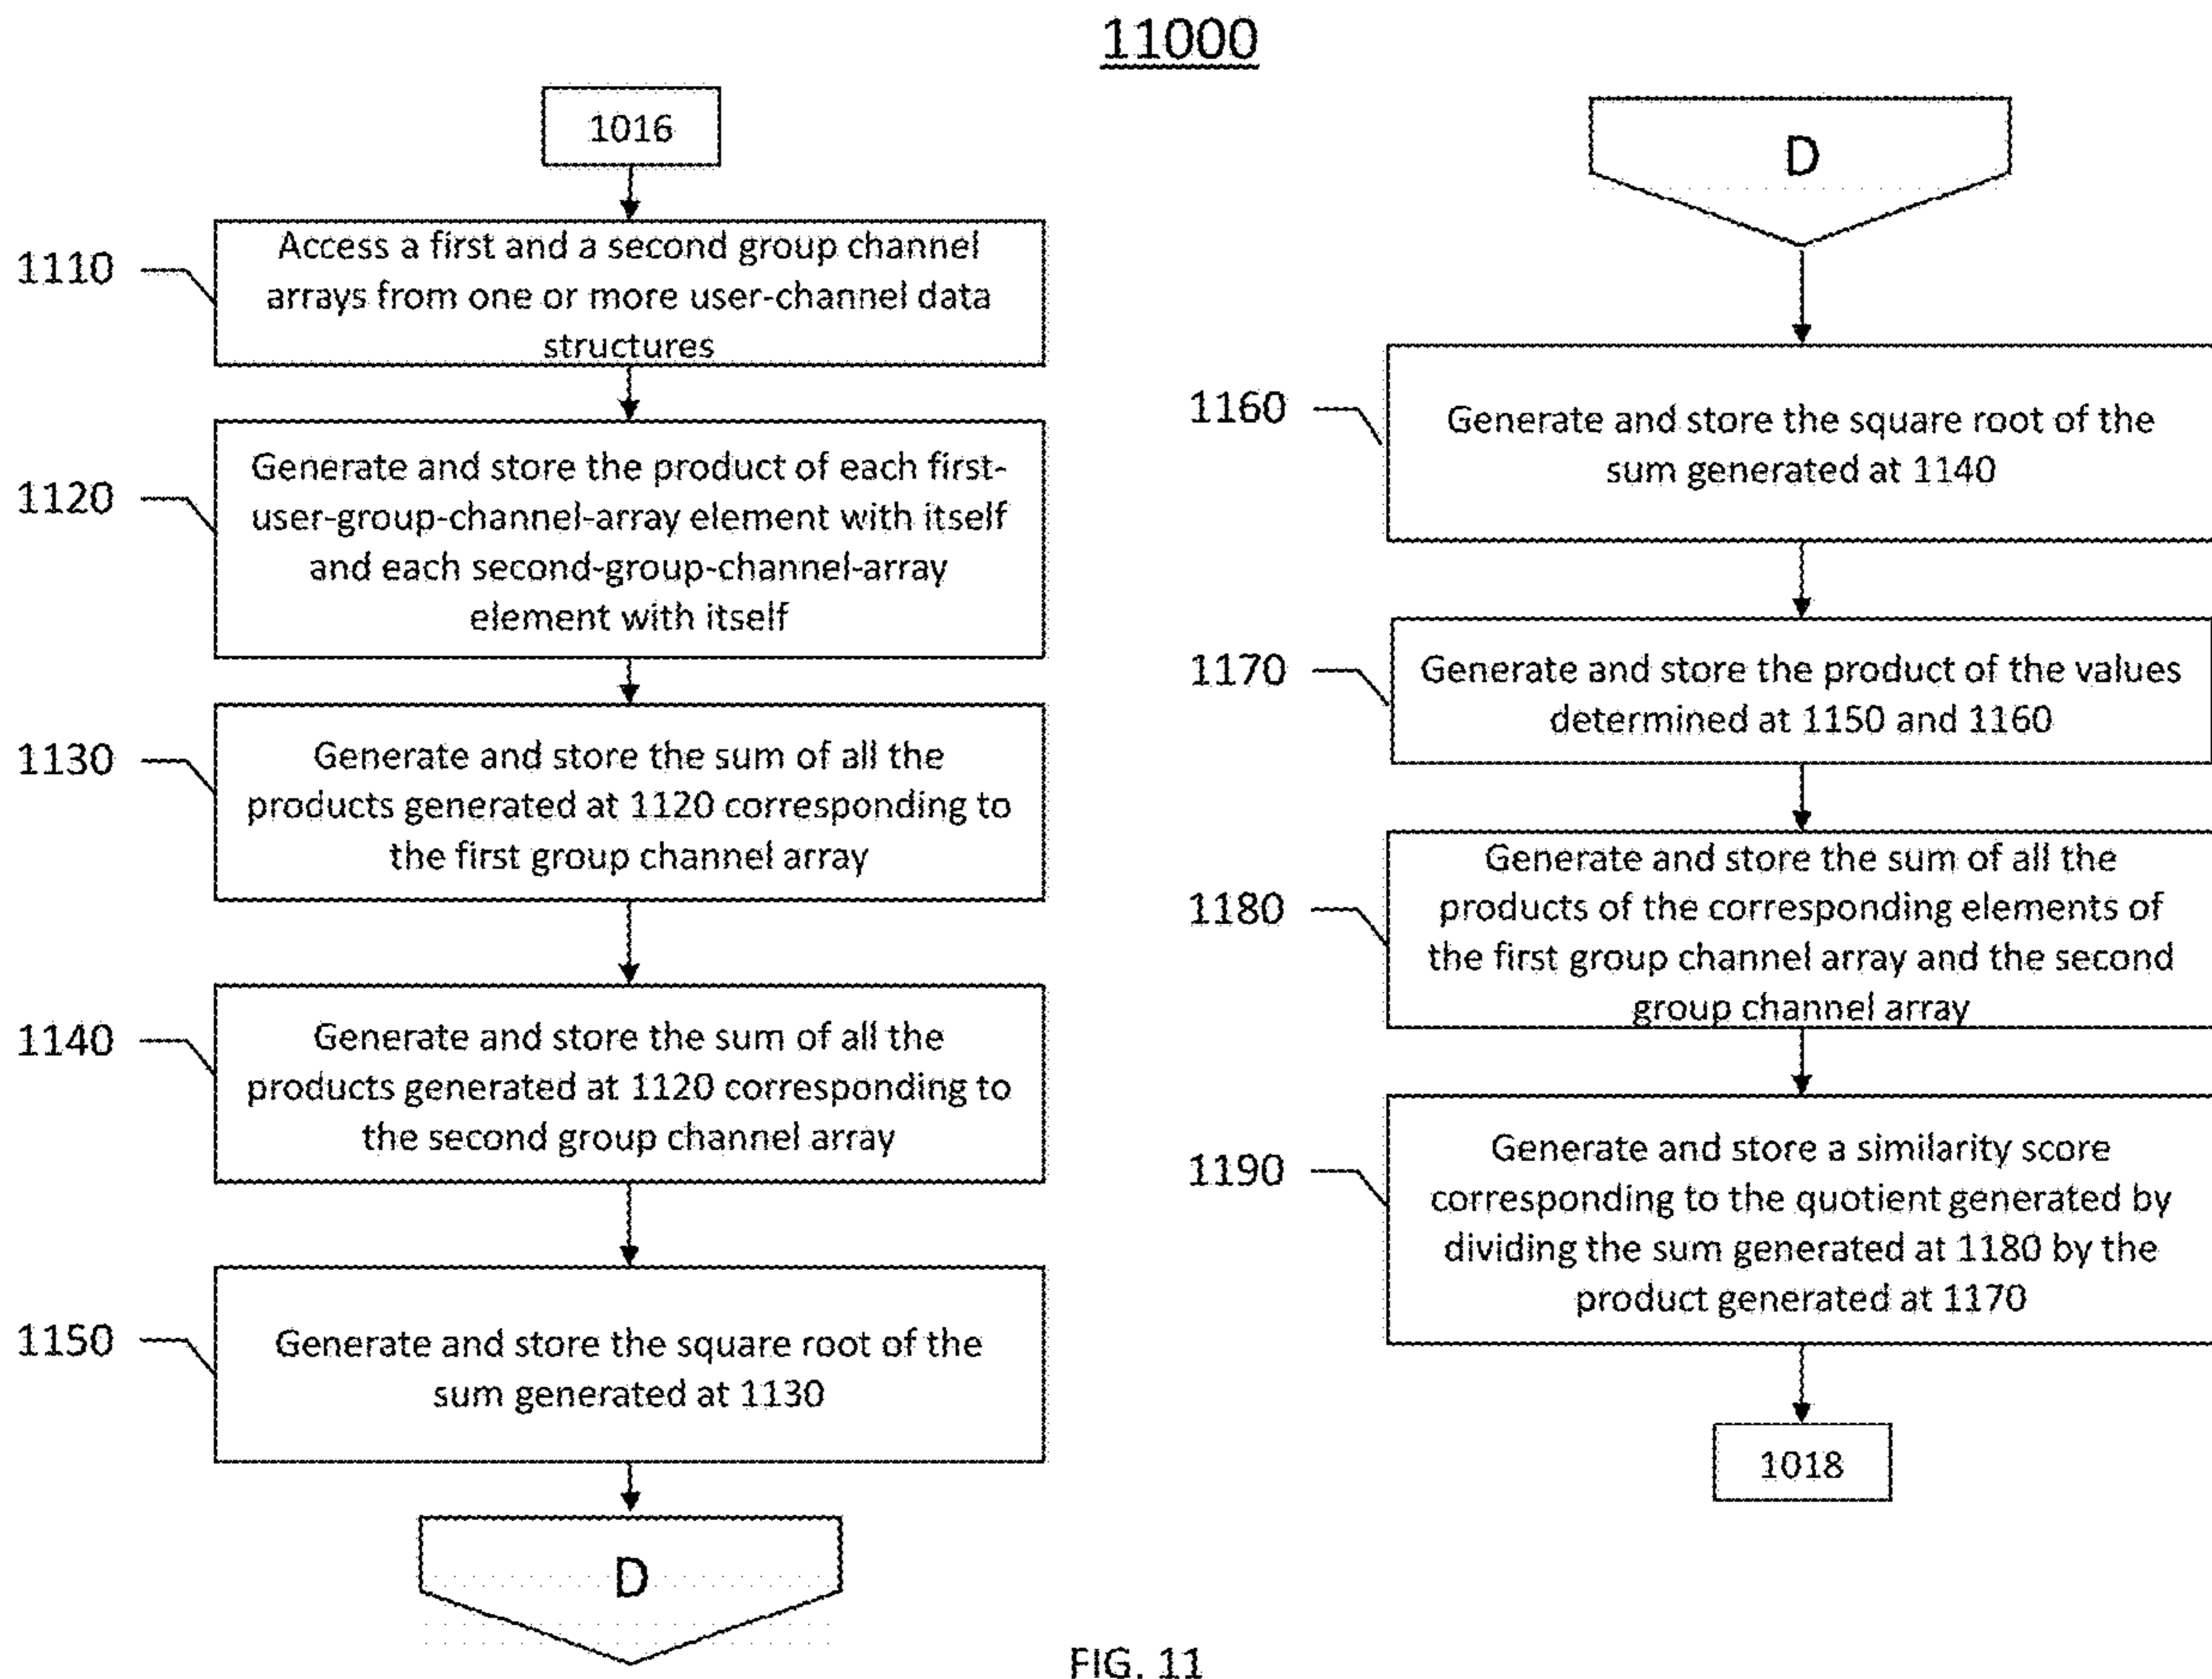 11000
1016
1110
Access a first and a second group channel
arrays from one or more user-channel data
structures
1120
Generate and store the product of each first-
user-group-channel-array element with itself
and each second-group-channel-array
element with itself
1130
Generate and store the sum of all the
products generated at 1120 corresponding to
the first group channel array
1140
Generate and store the sum of all the
products generated at 1120 corresponding to
the second group channel array
1150
Generate and store the square root of the
sum generated at 1130
D
D
1160
Generate and store the square root of the
sum generated at 1140
1170
Generate and store the product of the values
determined at 1150 and 1160
1180
Generate and store the sum of all the
products of the corresponding elements of
the first group channel array and the second
group channel array
1190
Generate and store a similarity score
corresponding to the quotient generated by
dividing the sum generated at 1180 by the
product generated at 1170
1018
FIG. 11